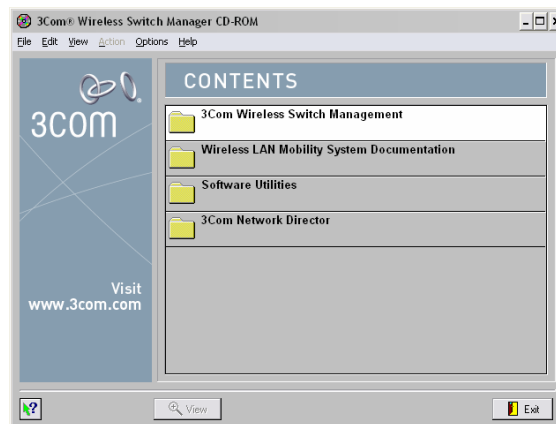 3Com® Wireless Switch Manager CD-ROM
File Edit View Action Options Help
3COM
CONTENTS
3Com Wireless Switch Management
Wireless LAN Mobility System Documentation
Software Utilities
3Com Network Director
Visit
www.3com.com
View
Exit